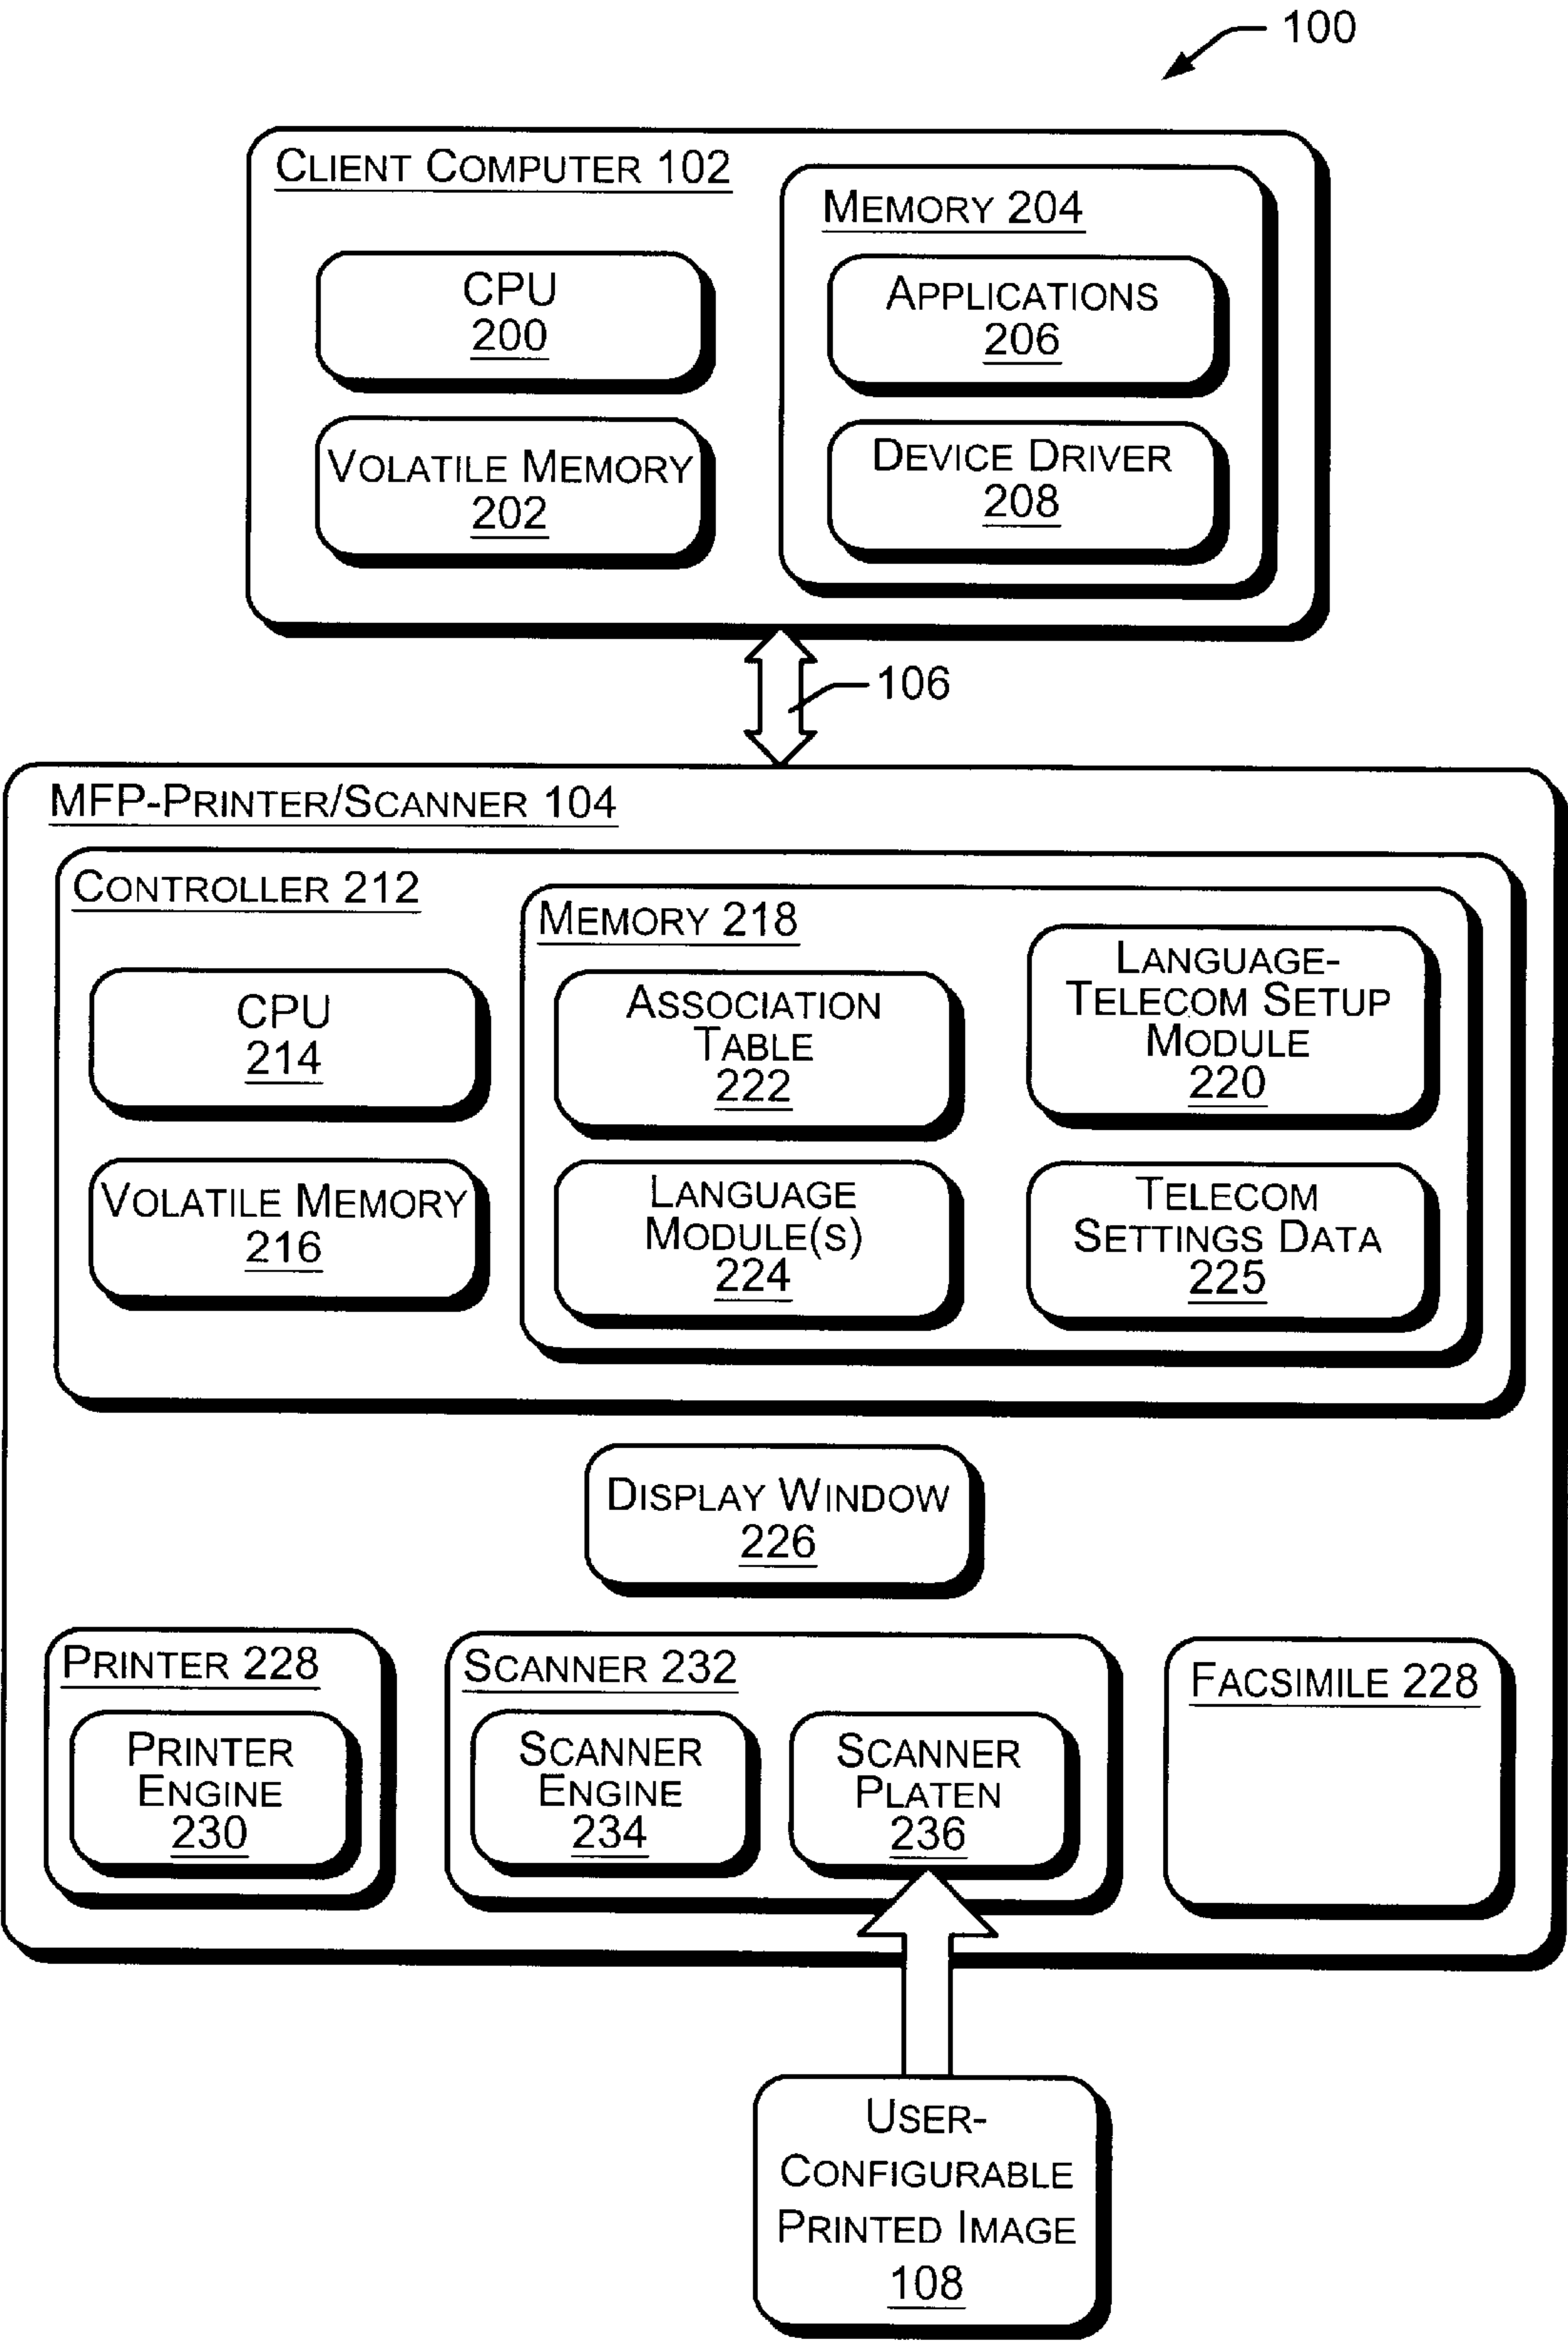 100
CLIENT COMPUTER 102
CPU
200
VOLATILE MEMORY
202
MEMORY 204
APPLICATIONS
206
DEVICE DRIVER
208
106
MFP-PRINTER/SCANNER 104
CONTROLLER 212
CPU
214
VOLATILE MEMORY
216
MEMORY 218
ASSOCIATION
TABLE
222
LANGUAGE-
TELECOM SETUP
MODULE
220
LANGUAGE
MODULE(S)
224
TELECOM
SETTINGS DATA
225
DISPLAY WINDOW
226
PRINTER 228
PRINTER
ENGINE
230
SCANNER 232
SCANNER
ENGINE
234
SCANNER
PLATEN
236
FACSIMILE 228
USER-
CONFIGURABLE
PRINTED IMAGE
108